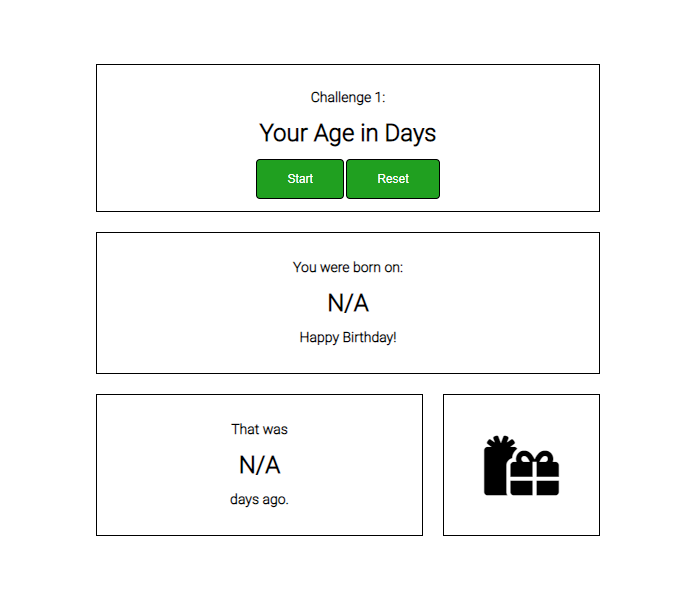 Challenge 1:
Your Age in Days
Start Reset
You were born on:
N/A
Happy Birthday!
That was
N/A
days ago.